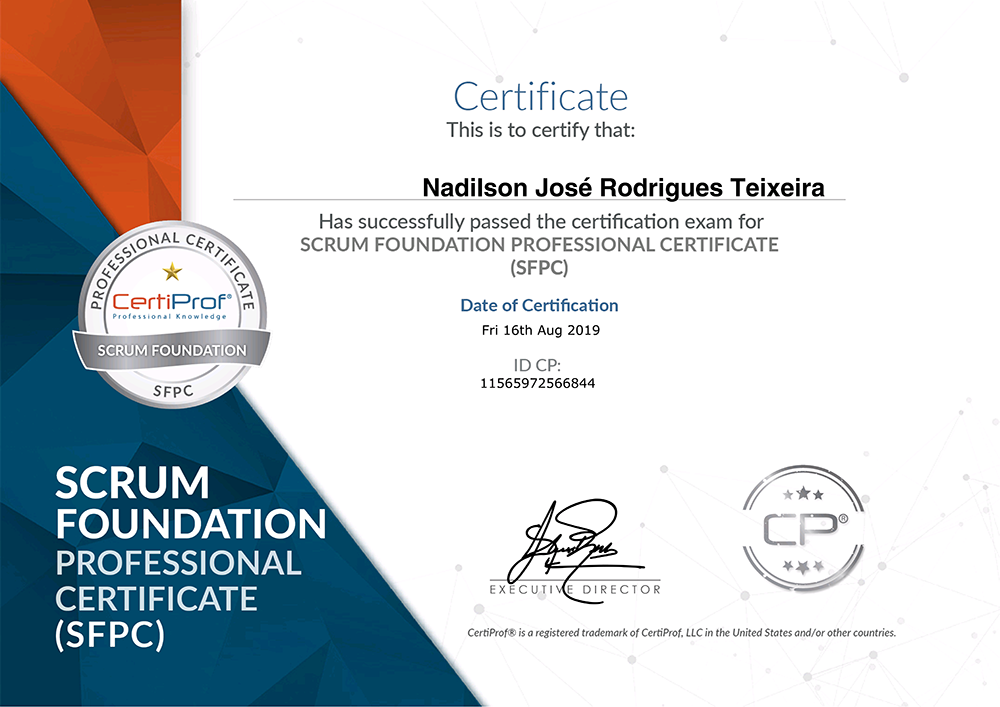 Certificate
This is to certify that:
Nadilson José Rodrigues Teixeira
Has successfully passed the certification exam for
SCRUM FOUNDATION PROFESSIONAL CERTIFICATE
(SFPC)
Date of Certification
Fri 16th Aug 2019
ID CP:
11565972566844
PROFESSIONAL CERTIFICATE
CertiProf®
Professional Knowledge
SCRUM FOUNDATION
SFPC
SCRUM
FOUNDATION
PROFESSIONAL
CERTIFICATE
(SFPC)
EXECUTIVE DIRECTOR
CP®
CertiProf® is a registered trademark of CertiProf, LLC in the United States and/or other countries.